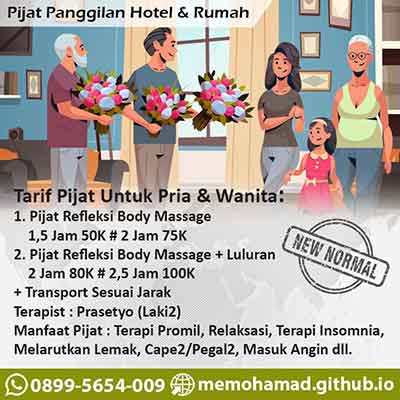 Pijat Panggilan Hotel & Rumah
Tarif Pijat Untuk Pria & Wanita:
1. Pijat Refleksi Body Massage
1,5 Jam 50K # 2 Jam 75K
2. Pijat Refleksi Body Massage + Luluran
2 Jam 80K # 2,5 Jam 100K
+ Transport Sesuai Jarak
Terapist : Prasetyo (Laki2)
Manfaat Pijat : Terapi Promil, Relaksasi, Terapi Insomnia,
Melarutkan Lemak, Cape2/Pegal2, Masuk Angin dll.
NEW NORMAL
0899-5654-009 memohamad.github.io